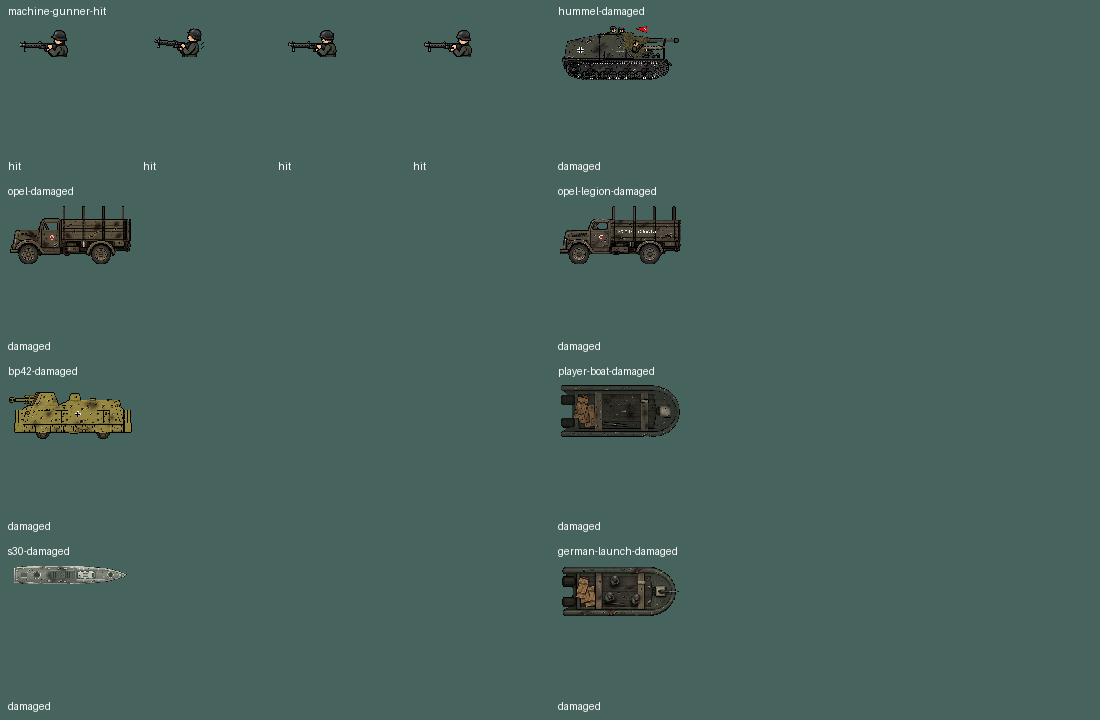 machine-gunner-hit
hummel-damaged
hit hit hit hit damaged
opel-damaged
opel-legion-damaged
damaged damaged
bp42-damaged
player-boat-damaged
damaged damaged
s30-damaged
german-launch-damaged
damaged damaged